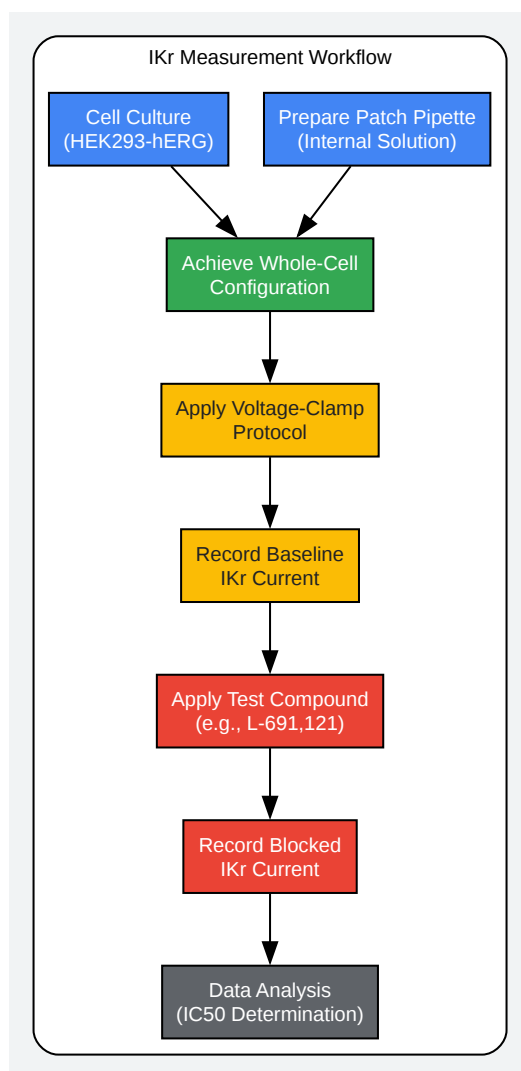 IKr Measurement Workflow
Cell Culture
(HEK293-hERG)
Prepare Patch Pipette
(Internal Solution)
Achieve Whole-Cell
Configuration
Apply Voltage-Clamp
Protocol
Record Baseline
IKr Current
Apply Test Compound
(e.g., L-691,121)
Record Blocked
IKr Current
Data Analysis
(IC50 Determination)